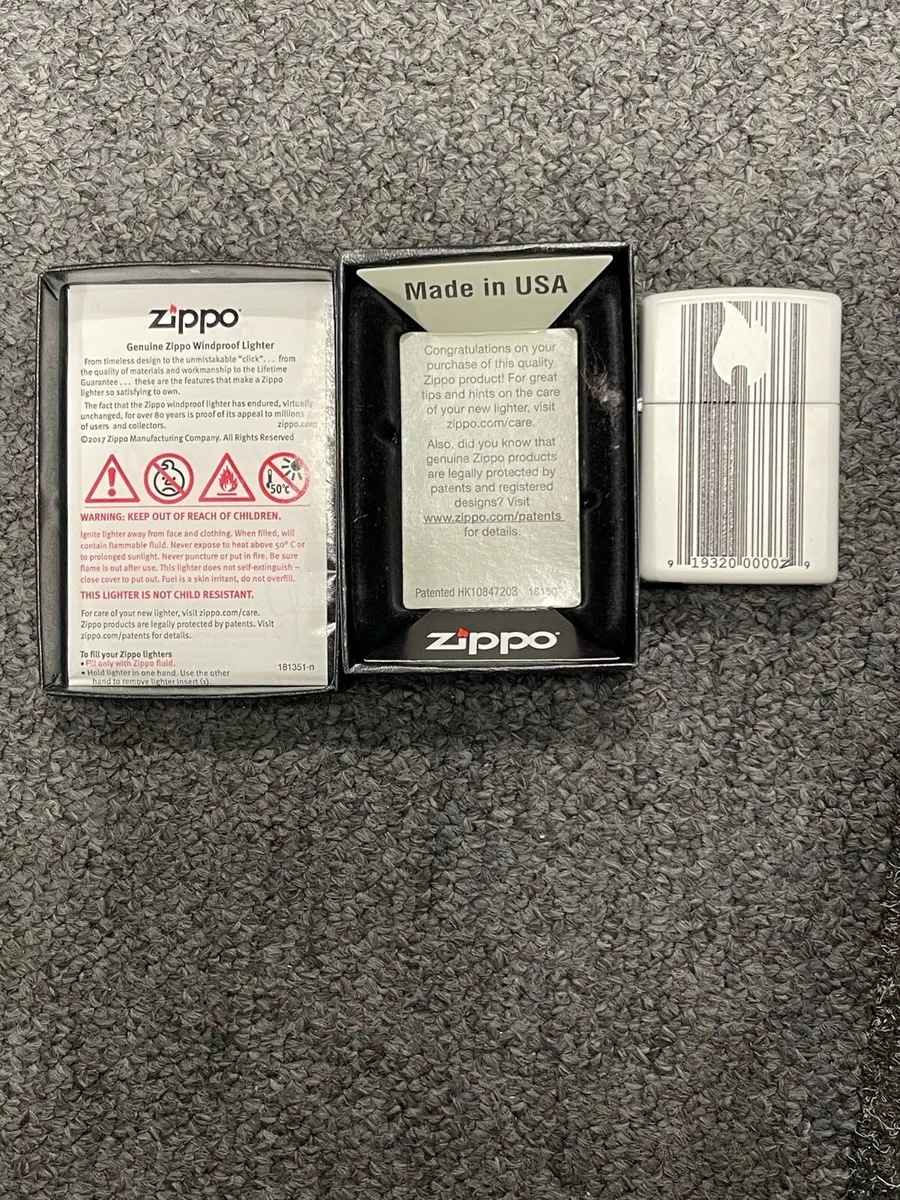 zippo
Genuine Zippo Windproof Lighter
From timeless design to the unmistakable "click". . . from
the quality of materials and workmanship to the Lifetime
Guarantee . . . these are the features that make a Zippo
lighter so satisfying to own.
The fact that the Zippo windproof lighter has endured, virtually
unchanged, for over 80 years is proof of its appeal to millions
of users and collectors. zippo.com
©2017 Zippo Manufacturing Company. All Rights Reserved
50°C
WARNING: KEEP OUT OF REACH OF CHILDREN.
Ignite lighter away from face and clothing. When filled, will
contain flammable fluid. Never expose to heat above 50° C or
to prolonged sunlight. Never puncture or put in fire. Be sure
flame is out after use. This lighter does not self-extinguish –
close cover to put out. Fuel is a skin irritant, do not overfill.
THIS LIGHTER IS NOT CHILD RESISTANT.
For care of your new lighter, visit zippo.com/care.
Zippo products are legally protected by patents. Visit
zippo.com/patents for details.
To fill your Zippo lighters
• Fill only with Zippo fluid.
• Hold lighter in one hand. Use the other
hand to remove lighter insert (s).
181351-n
Made in USA
Congratulations on your
purchase of this quality
Zippo product! For great
tips and hints on the care
of your new lighter, visit
zippo.com/care.
Also, did you know that
genuine Zippo products
are legally protected by
patents and registered
designs? Visit
www.zippo.com/patents
for details.
Patented HK1084720
zippo
9 19320 0000Z 9